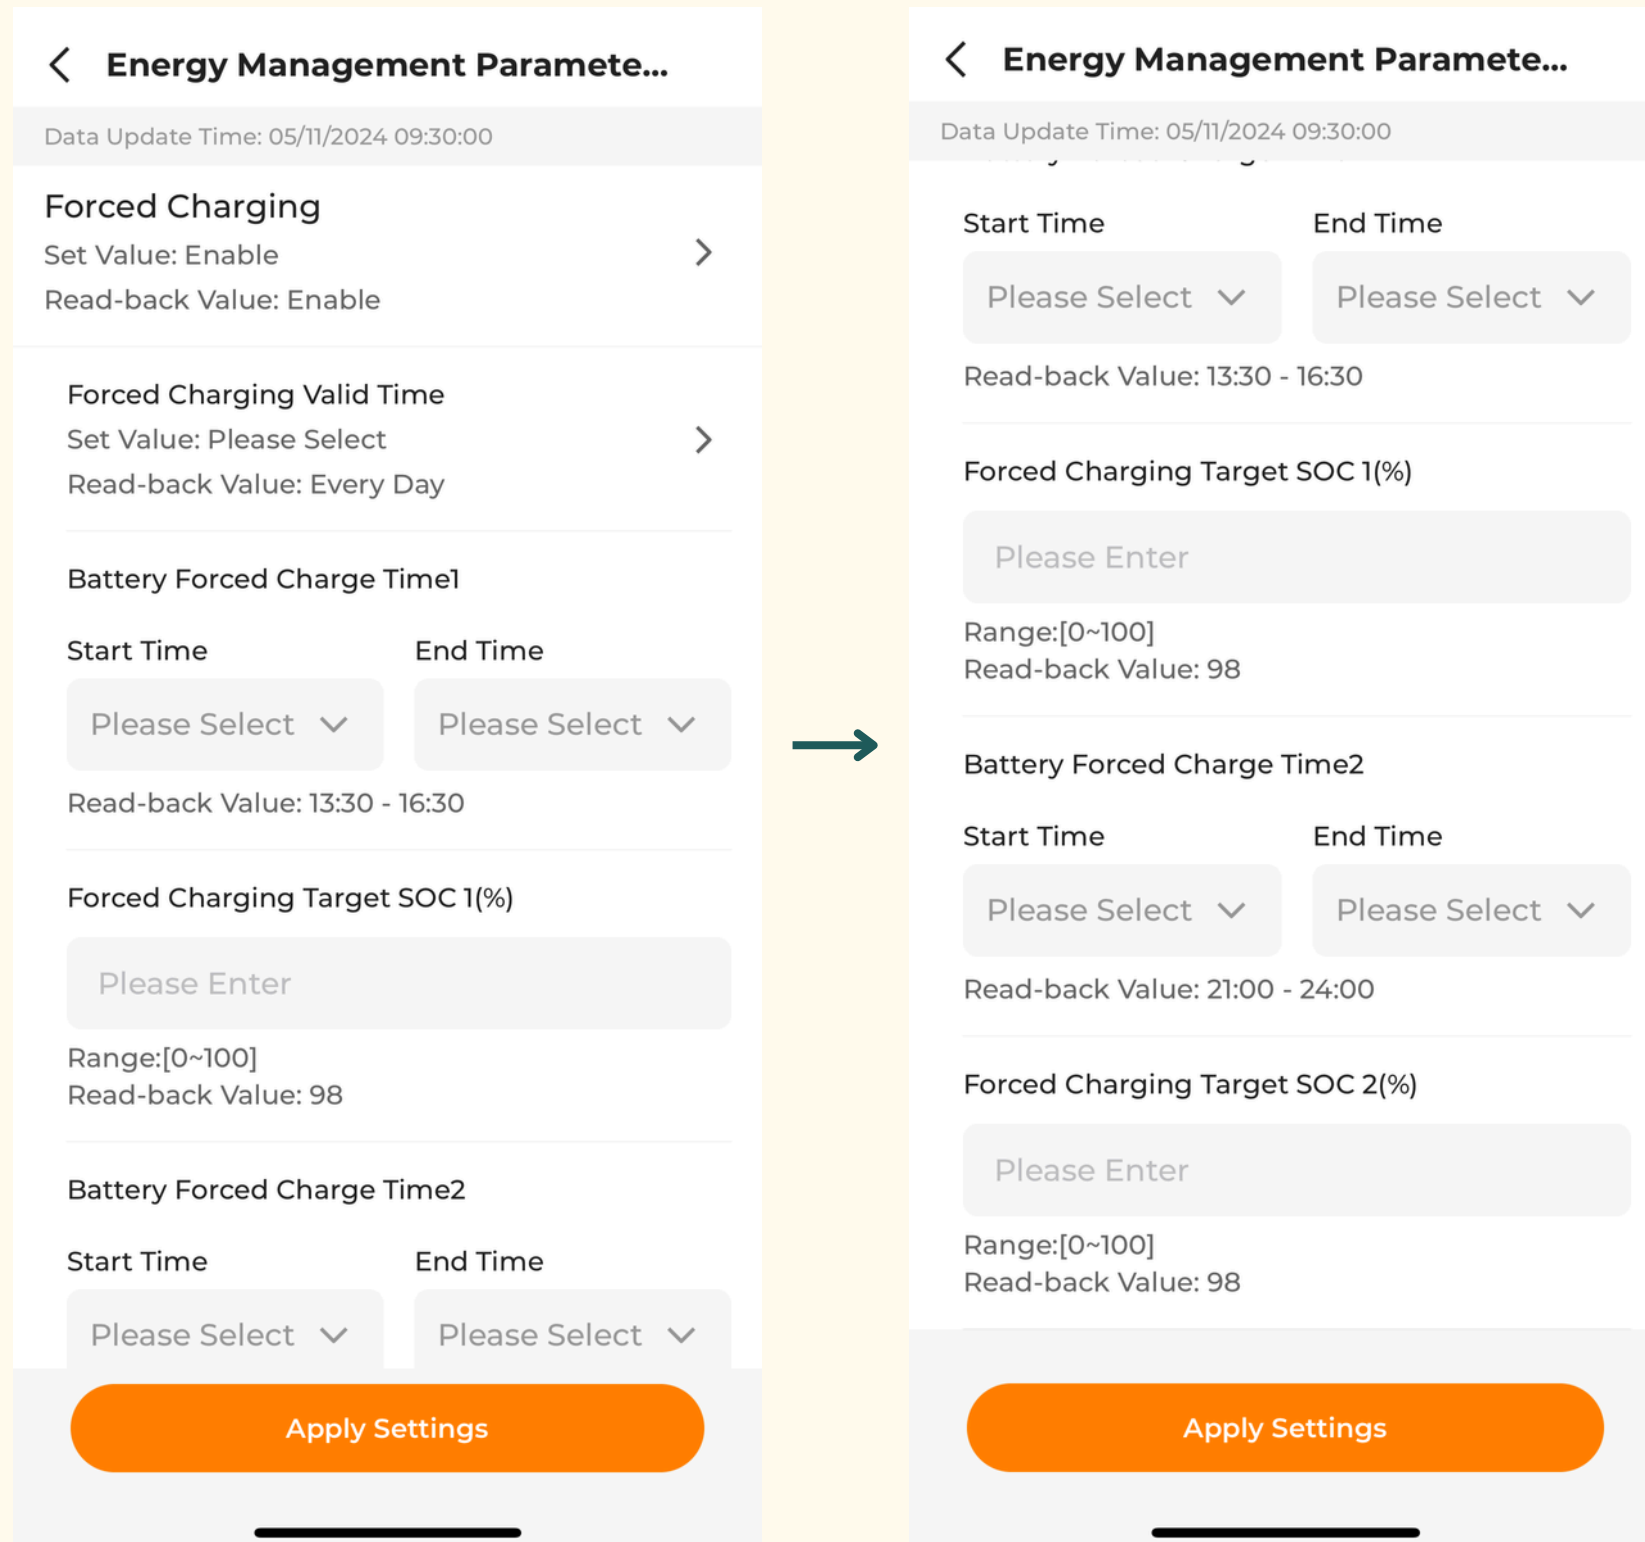 Energy Management Paramete...
Data Update Time: 05/11/2024 09:30:00
Forced Charging
Set Value: Enable
Read-back Value: Enable
Forced Charging Valid Time
Set Value: Please Select
Read-back Value: Every Day
Battery Forced Charge Time1
Start Time End Time
Please Select Please Select
Read-back Value: 13:30 - 16:30
Forced Charging Target SOC 1(%)
Please Enter
Range:[0~100]
Read-back Value: 98
Battery Forced Charge Time2
Start Time End Time
Please Select Please Select
Apply Settings
Energy Management Paramete...
Data Update Time: 05/11/2024 09:30:00
Start Time End Time
Please Select Please Select
Read-back Value: 13:30 - 16:30
Forced Charging Target SOC 1(%)
Please Enter
Range:[0~100]
Read-back Value: 98
Battery Forced Charge Time2
Start Time End Time
Please Select Please Select
Read-back Value: 21:00 - 24:00
Forced Charging Target SOC 2(%)
Please Enter
Range:[0~100]
Read-back Value: 98
Apply Settings